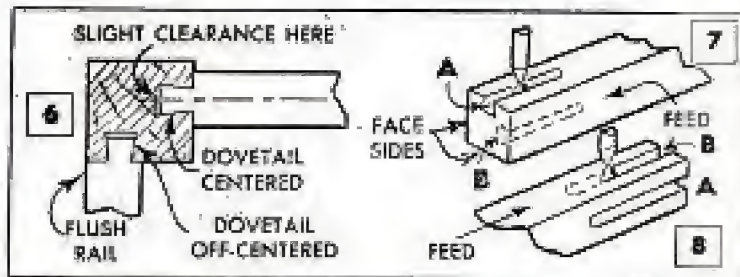 SLIGHT CLEARANCE HERE
6
DOVETAIL
CENTERED
FLUSH
RAIL
DOVETAIL
OFF-CENTERED
7
A
FACE
SIDES
B
FEED
B
A
FEED
8